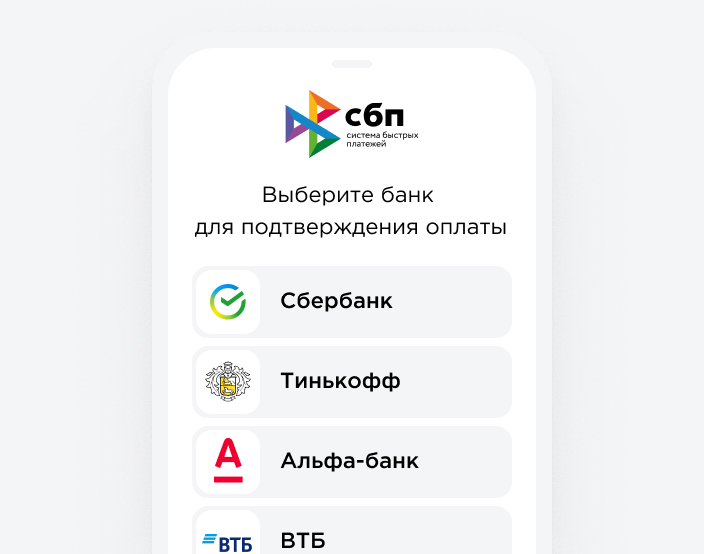 сбп
система быстрых
платежей
Выберите банк
для подтверждения оплаты
Сбербанк
Тинькофф
Альфа-банк
ВТБ ВТБ